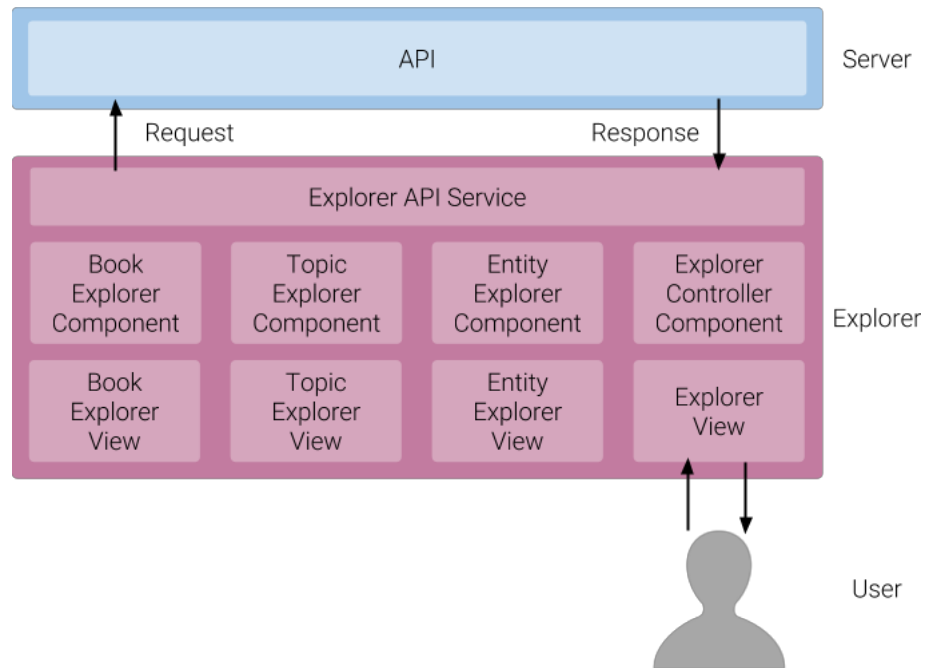 API
Server
Request
Response
Explorer API Service
Book
Explorer
Component
Topic
Explorer
Component
Entity
Explorer
Component
Explorer
Controller
Component
Explorer
Book
Explorer
View
Topic
Explorer
View
Entity
Explorer
View
Explorer
View
User